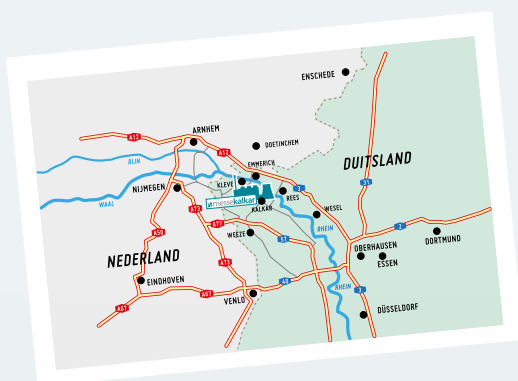 ENSCHEDE
ARNHEM
A12
A12
DOETINCHEM
RIJN
EMMERICH
DUITSLAND
KLEVE
NIJMEGEN
3
REES
31
WAAL
messekalkar
KALKAR
A73
WESEL
A77
RHEIN
2
A50
WEEZE
57
DORTMUND
OBERHAUSEN
NEDERLAND
A73
ESSEN
EINDHOVEN
40
RHEIN
3
A67
VENLO
A67
DÜSSELDORF